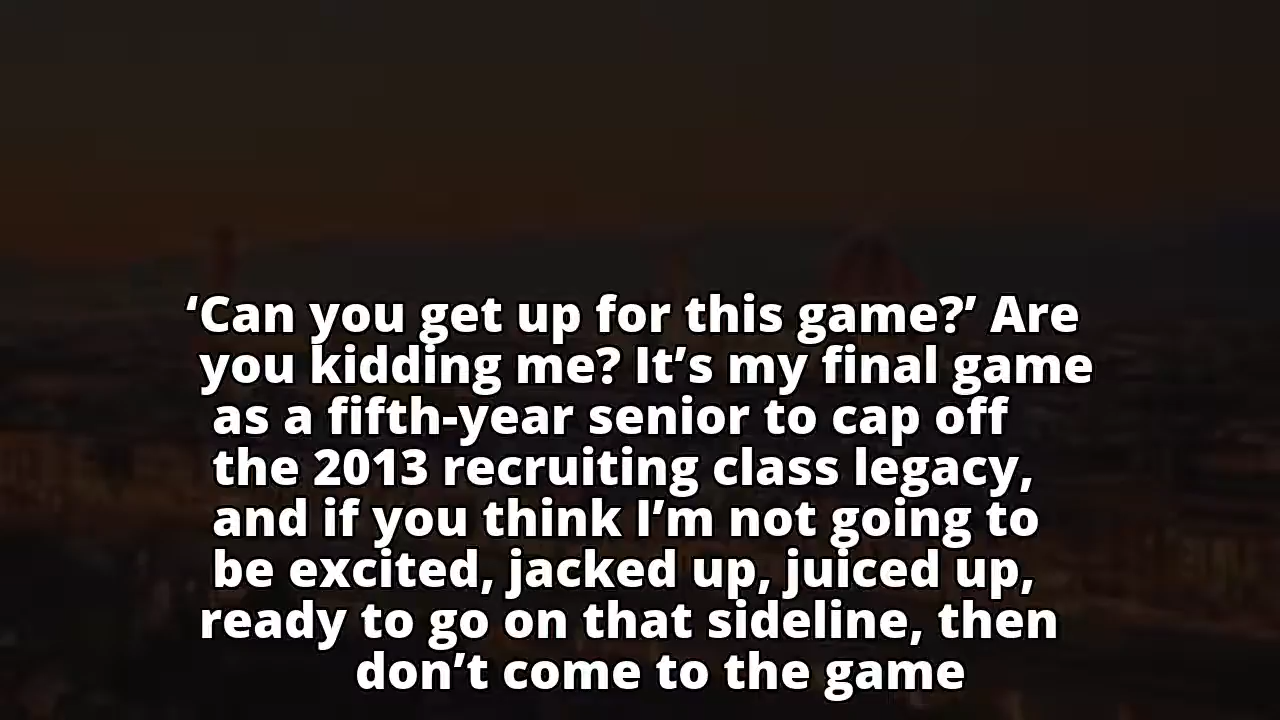 ‘Can you get up for this game?’ Are
you kidding me? It’s my final game
as a fifth-year senior to cap off
the 2013 recruiting class legacy,
and if you think I’m not going to
be excited, jacked up, juiced up,
ready to go on that sideline, then
don’t come to the game